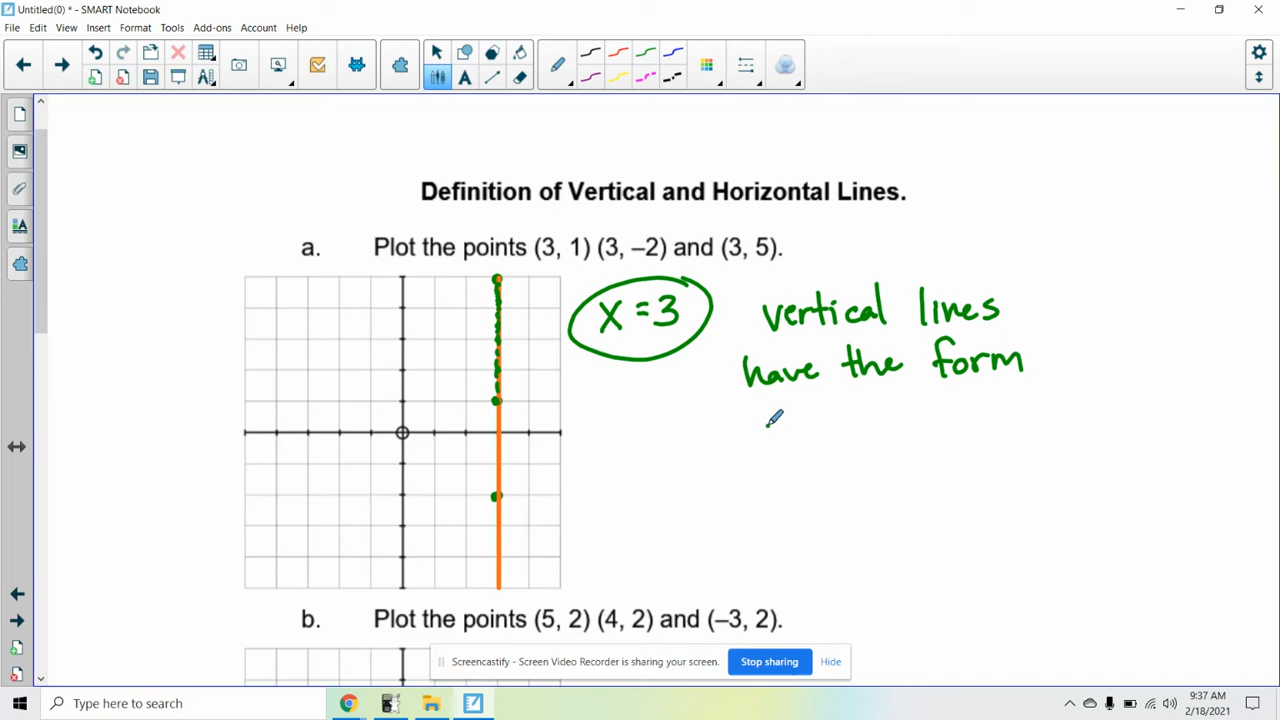 Untitled(0) * - SMART Notebook
File Edit View Insert Format Tools Add-ons Account Help
Definition of Vertical and Horizontal Lines.
a. Plot the points (3, 1) (3, –2) and (3, 5).
x = 3
vertical lines
have the form
b. Plot the points (5, 2) (4, 2) and (–3, 2).
Screencastify - Screen Video Recorder is sharing your screen. Stop sharing Hide
Type here to search
9:37 AM
2/18/2021